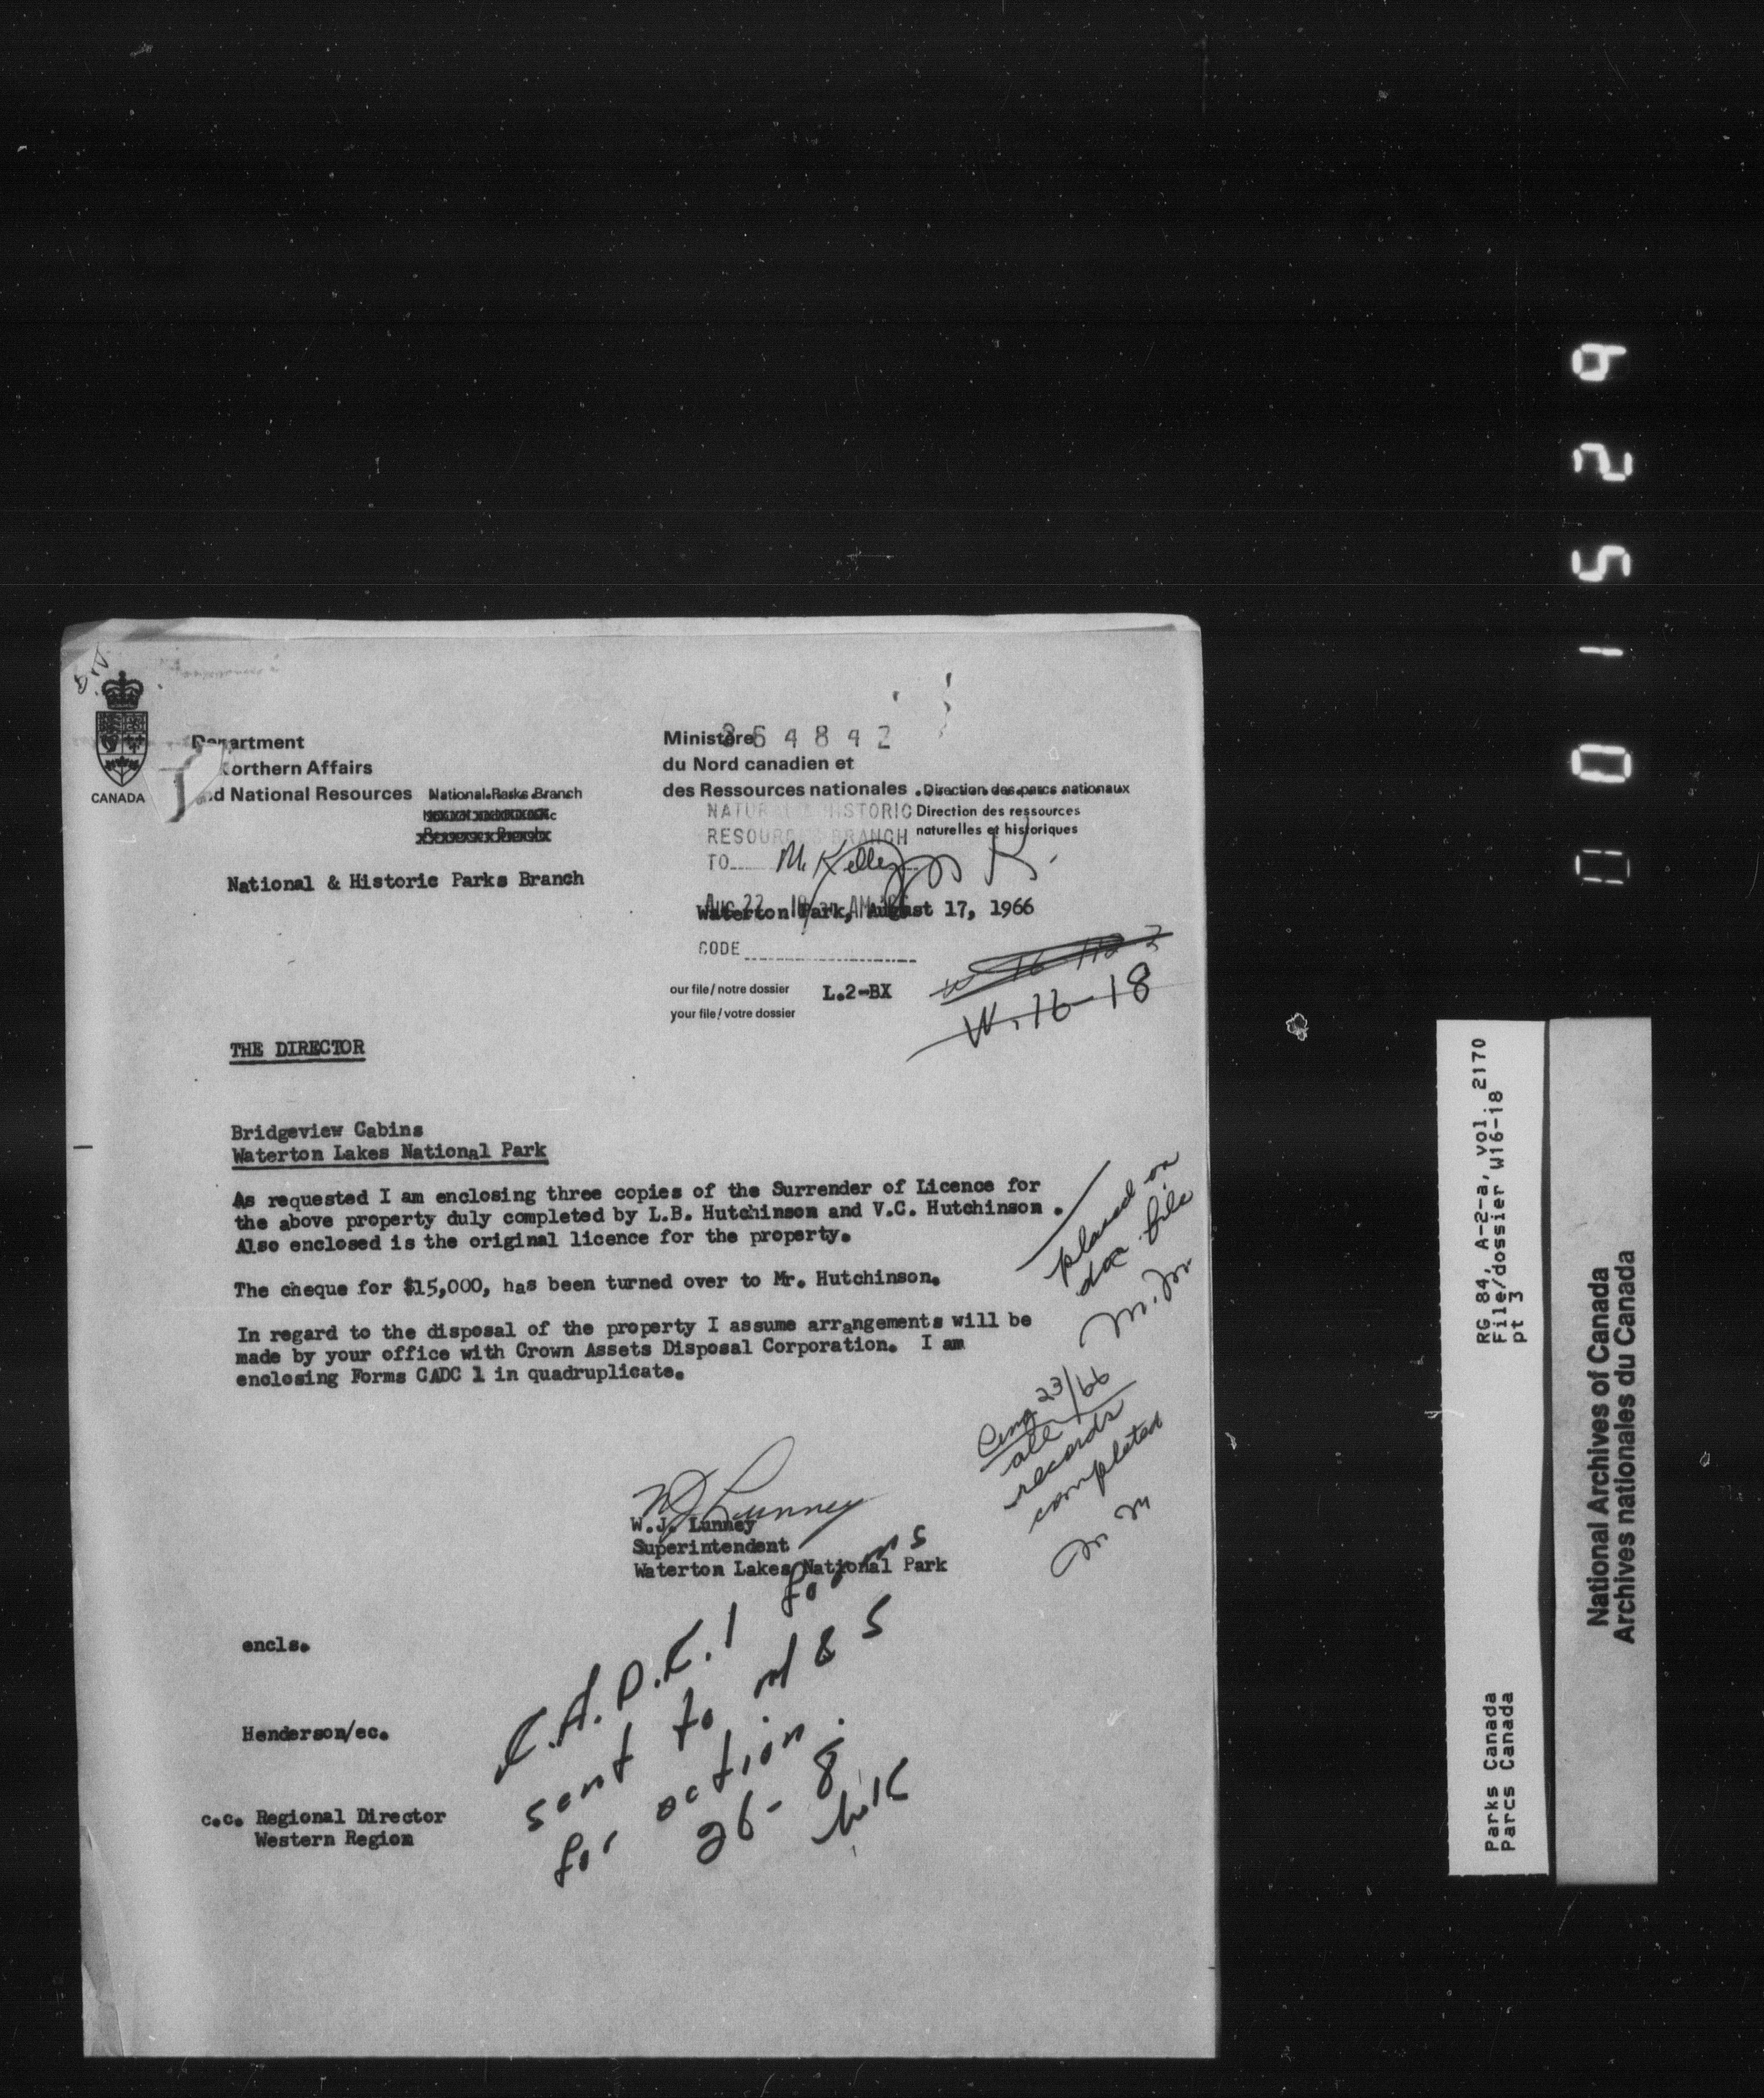 CANADA
Department
orthern Affairs
d National Resources
National Parks Branch
National & Historic Parks Branch
Ministère
264842
du Nord canadien et
des Ressources nationales
Direction des parcs nationaux
Direction des ressources
naturelles et historiques
NATURAL HISTORIC
RESOURCES BRANCH
TO
AUG 22
Waterton Park, August 17, 1966
CODE
our file / notre dossier L.2-BX
your file / votre dossier
W.16-18
THE DIRECTOR
Bridgeview Cabins
Waterton Lakes National Park
As requested I am enclosing three copies of the Surrender of Licence for
the above property duly completed by L.B. Hutchinson and V.C. Hutchinson .
Also enclosed is the original licence for the property.
The cheque for $15,000, has been turned over to Mr. Hutchinson.
In regard to the disposal of the property I assume arrangements will be
made by your office with Crown Assets Disposal Corporation. I am
enclosing Forms CADC 1 in quadruplicate.
placed on
doc file
M.M
Aug 23/66
all
records
completed
M M
W J Lunney
W.J. Lunney
Superintendent
Waterton Lakes National Park
encls.
C.A.D.C.1 forms
sent to M & S
for action.
26-8
Henderson/ec.
c.c. Regional Director
Western Region
001529
RG 84, A-2-a, vol. 2170
File/dossier W16-18
pt 3
Parks Canada
Parcs Canada
National Archives of Canada
Archives nationales du Canada